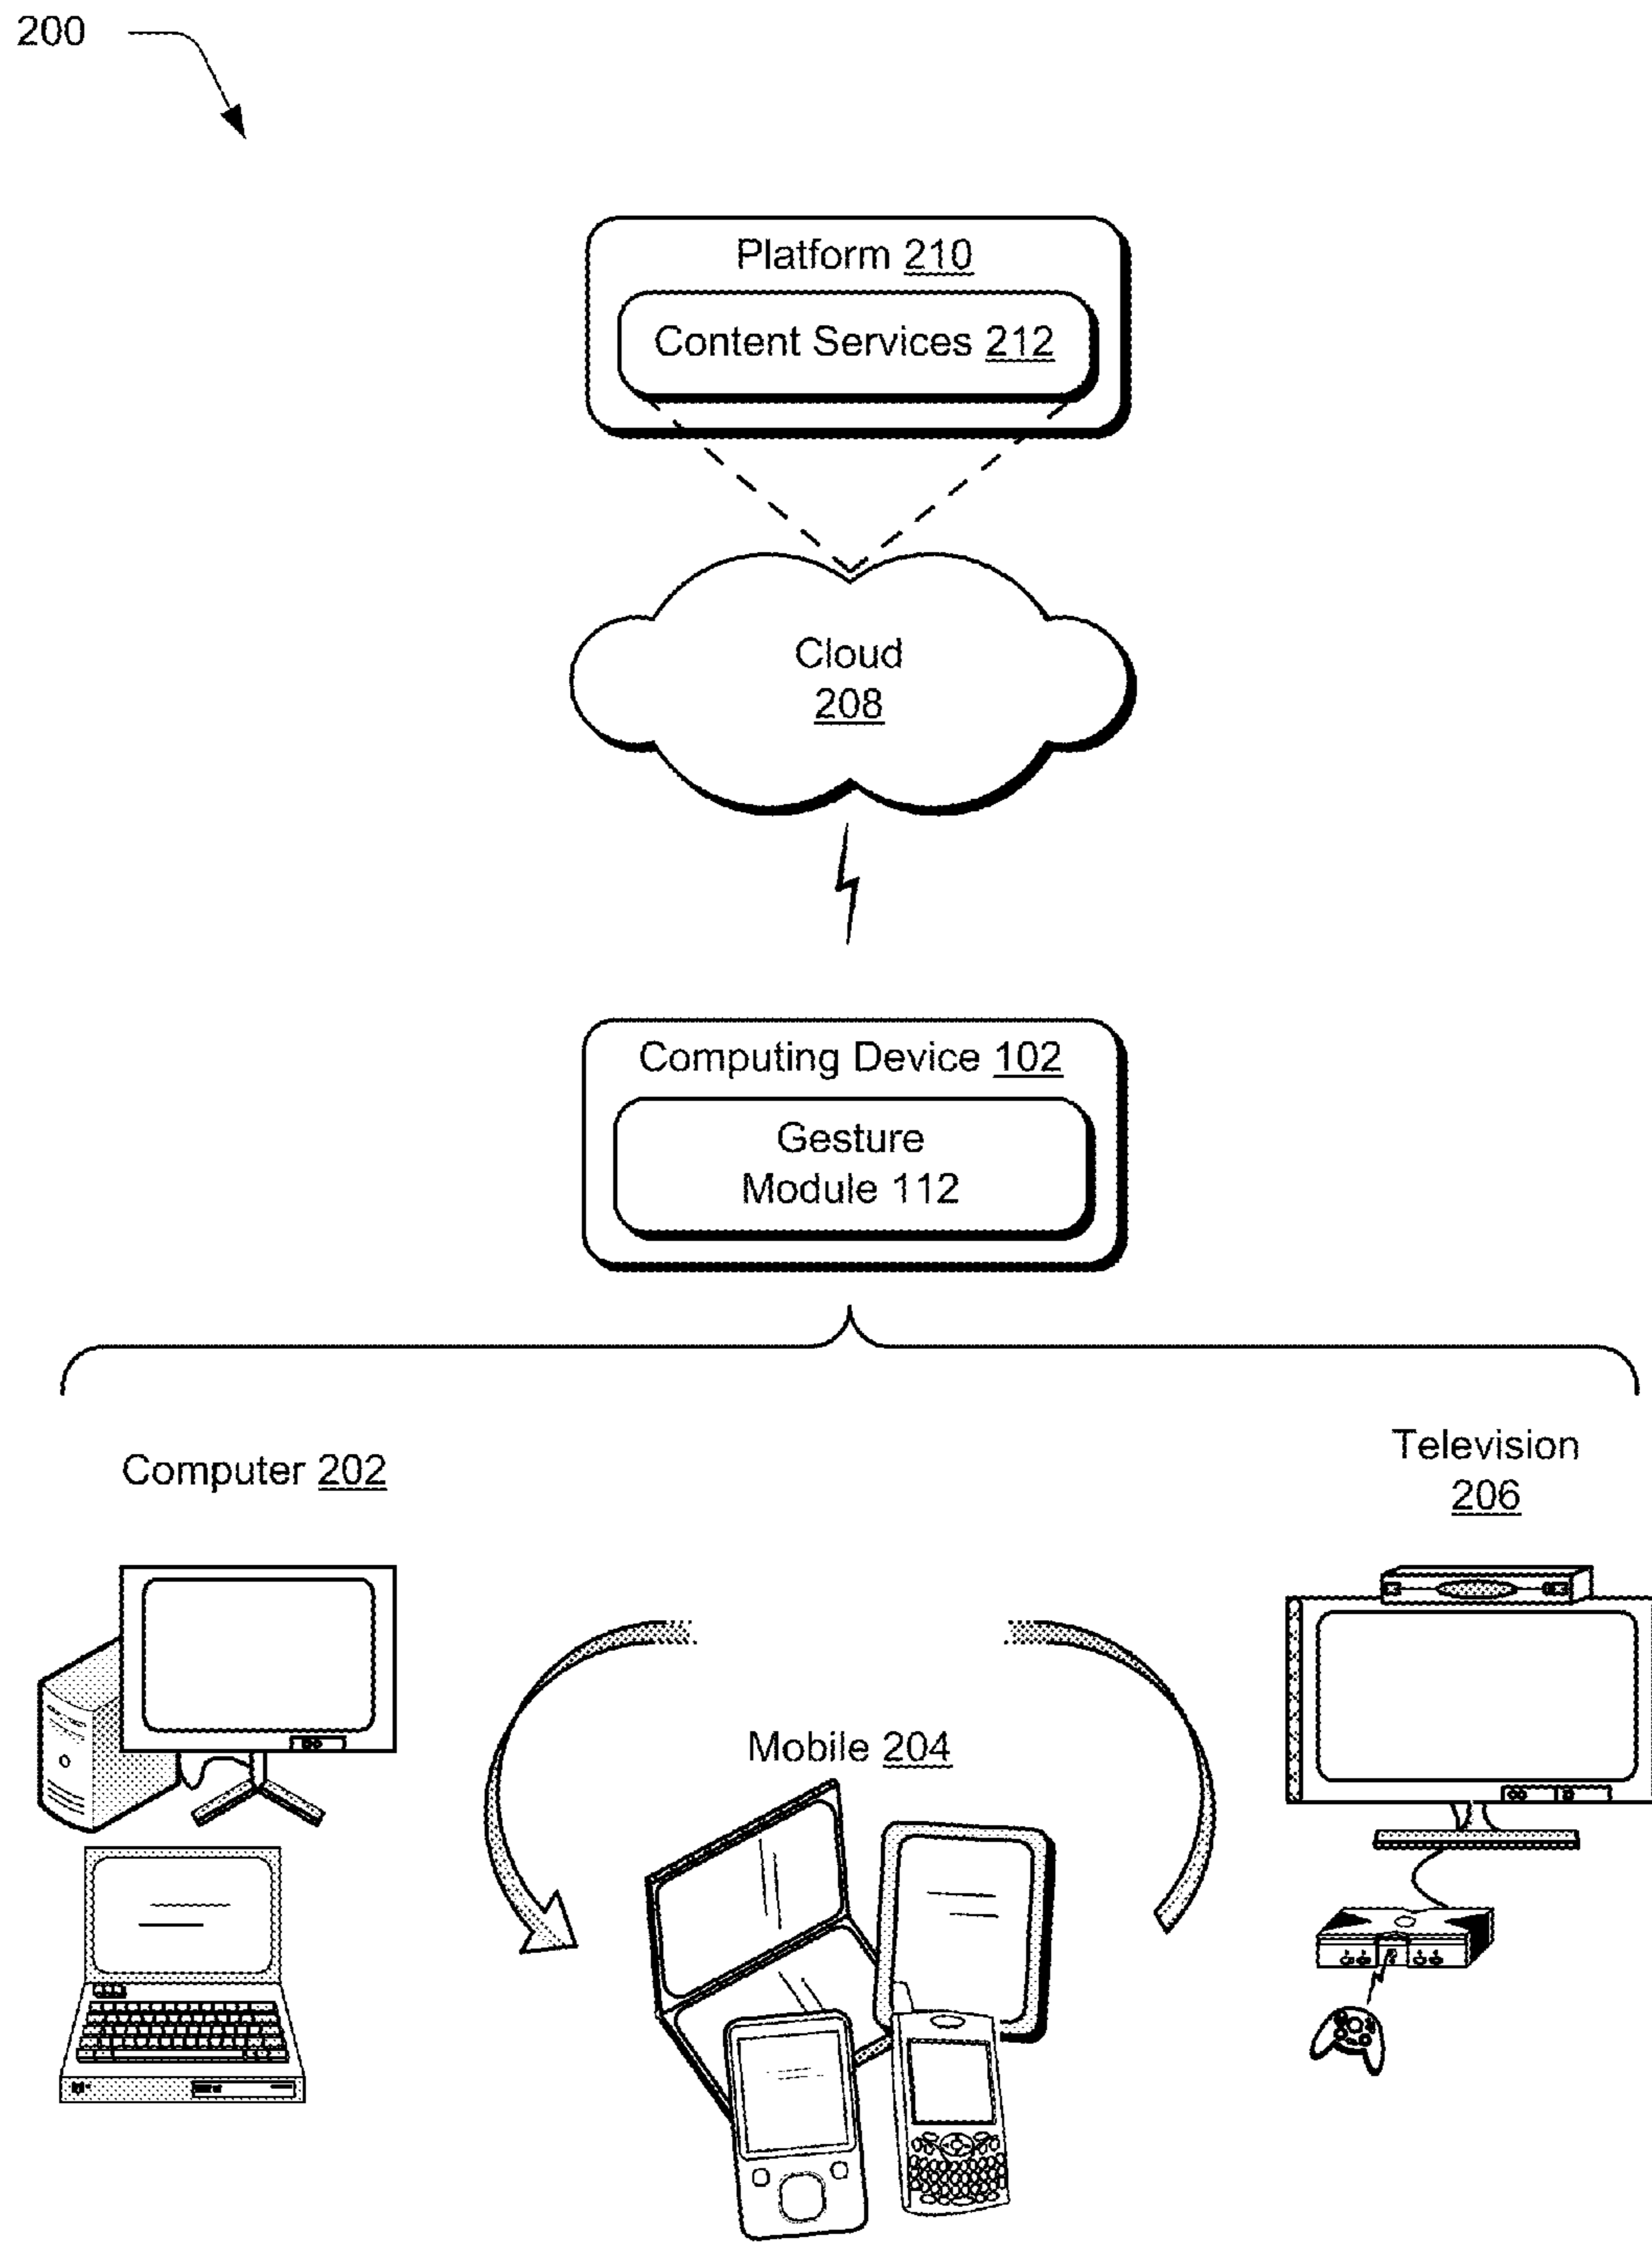 200
Platform 210
Content Services 212
Cloud
208
Computing Device 102
Gesture
Module 112
Computer 202
Television
206
Mobile 204